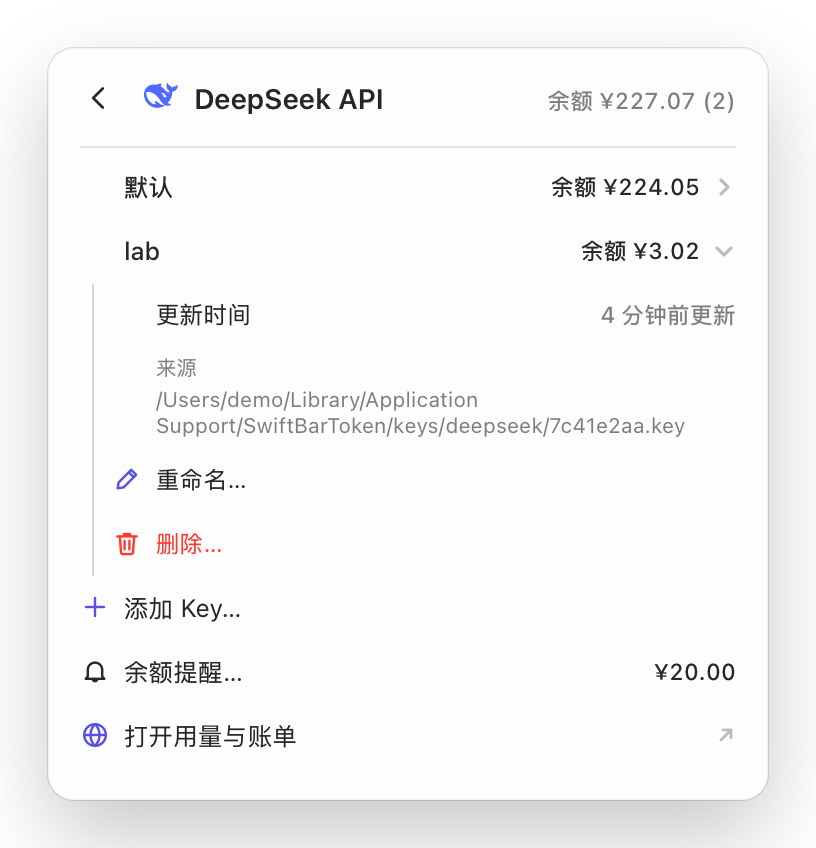 DeepSeek API 余额 ¥227.07 (2)
默认 余额 ¥224.05
lab 余额 ¥3.02
更新时间 4 分钟前更新
来源
/Users/demo/Library/Application
Support/SwiftBarToken/keys/deepseek/7c41e2aa.key
重命名...
删除...
添加 Key...
余额提醒... ¥20.00
打开用量与账单